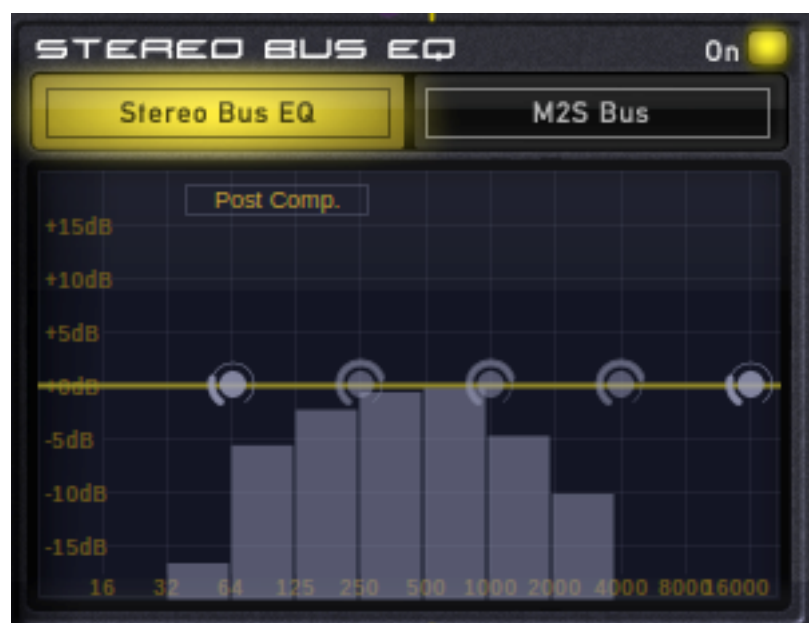 STEREO BUS EQ On
Stereo Bus EQ M2S Bus
Post Comp.
+15dB
+10dB
+5dB
+0dB
-5dB
-10dB
-15dB
16 32 64 125 250 500 1000 2000 4000 8000 16000